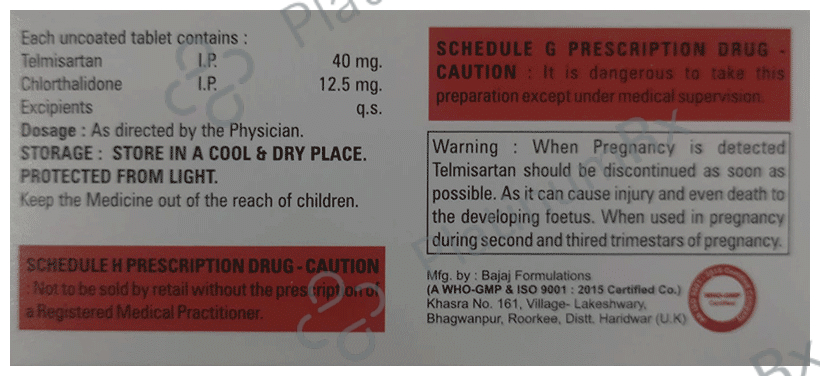 Each uncoated tablet contains :
Telmisartan I.P. 40 mg.
Chlorthalidone I.P. 12.5 mg.
Excipients q.s.
Dosage : As directed by the Physician.
STORAGE : STORE IN A COOL & DRY PLACE.
PROTECTED FROM LIGHT.
Keep the Medicine out of the reach of children.
SCHEDULE H PRESCRIPTION DRUG - CAUTION
: Not to be sold by retail without the prescription of
a Registered Medical Practitioner.
SCHEDULE G PRESCRIPTION DRUG -
CAUTION : It is dangerous to take this
preparation except under medical supervision.
Warning : When Pregnancy is detected
Telmisartan should be discontinued as soon as
possible. As it can cause injury and even death to
the developing foetus. When used in pregnancy
during second and thired trimestars of pregnancy.
Mfg. by : Bajaj Formulations
(A WHO-GMP & ISO 9001 : 2015 Certified Co.)
Khasra No. 161, Village- Lakeshwary,
Bhagwanpur, Roorkee, Distt. Haridwar (U.K)
WHO-GMP
Certified
Platinum Rx